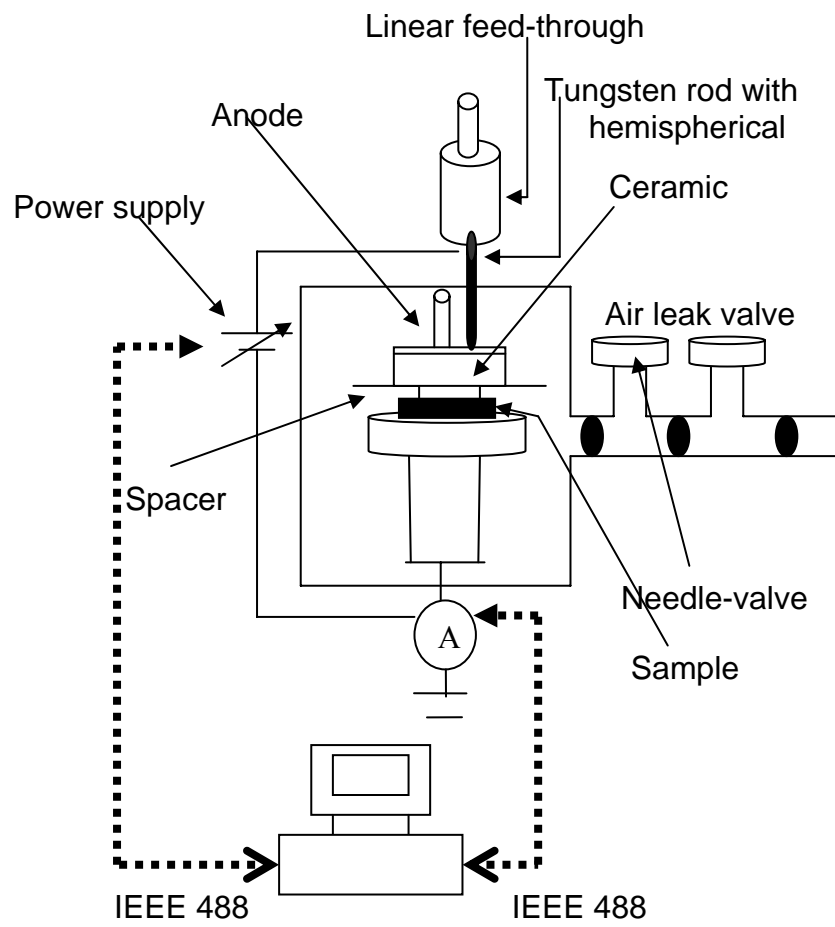 Linear feed-through
Tungsten rod with
hemispherical
Anode
Ceramic
Power supply
Air leak valve
Spacer
Needle-valve
A
Sample
IEEE 488
IEEE 488